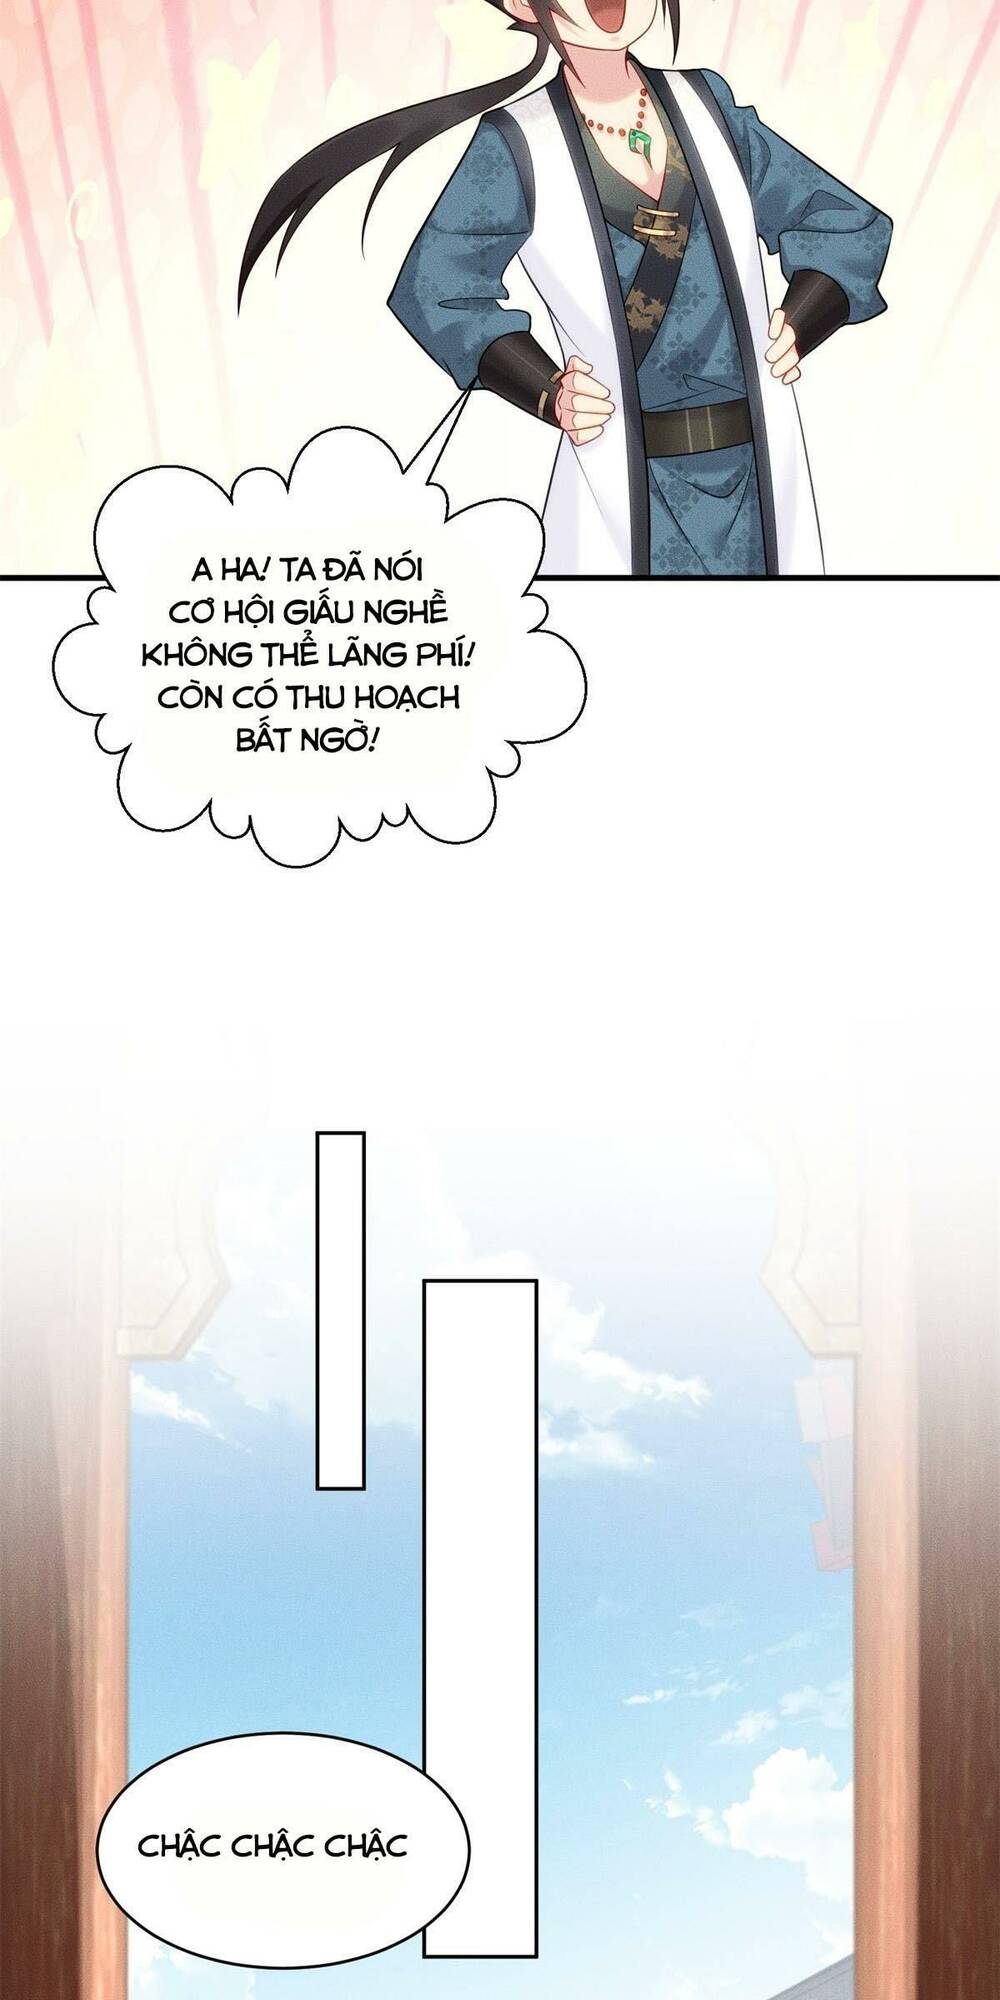 A HA! TA ĐÃ NÓI
CƠ HỘI GIẤU NGHỀ
KHÔNG THỂ LÃNG PHÍ!
CÒN CÓ THU HOẠCH
BẤT NGỜ!
CHẬC CHẬC CHẬC